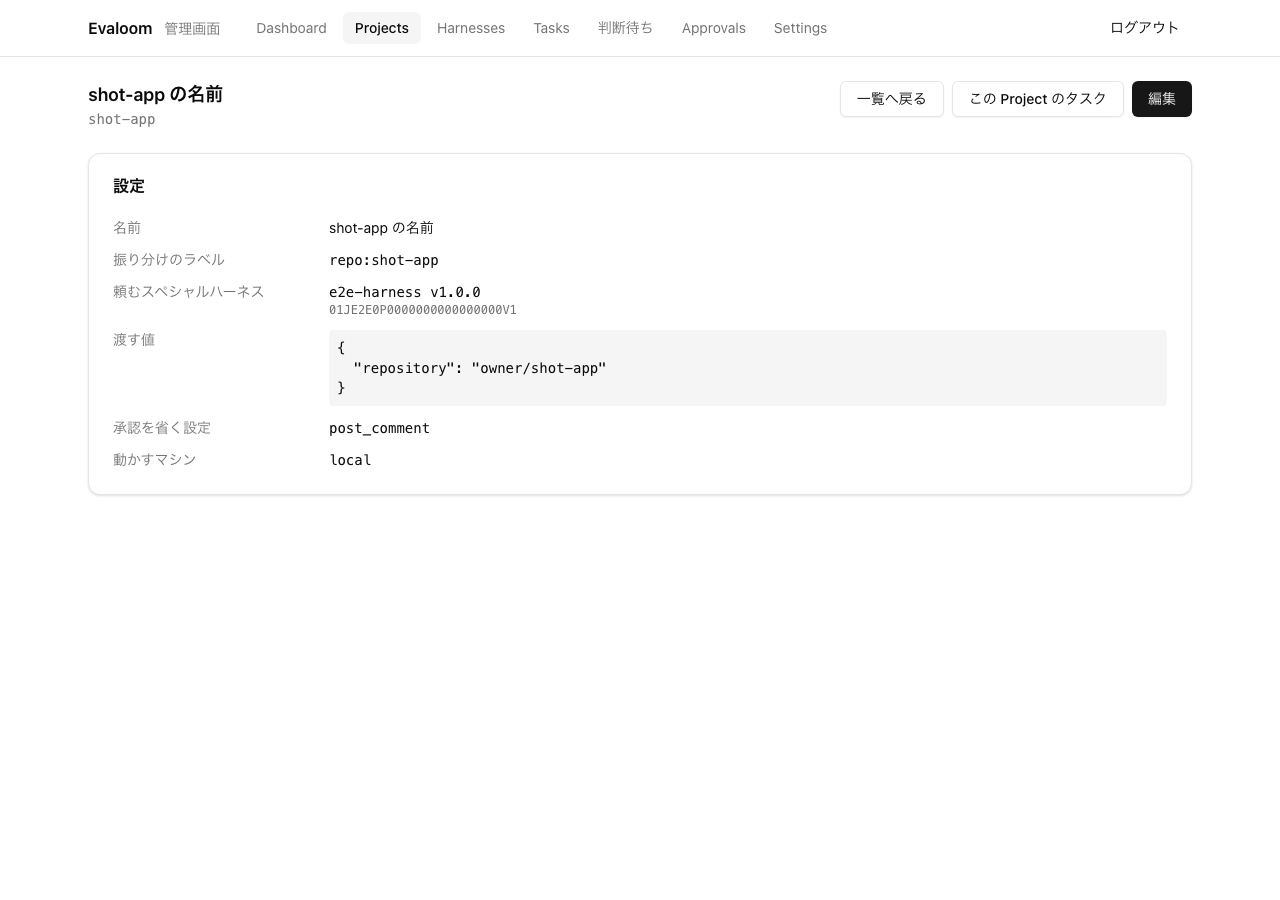 Evaloom 管理画面 Dashboard Projects Harnesses Tasks 判断待ち Approvals Settings ログアウト
shot-app の名前 一覧へ戻る この Project のタスク 編集
shot-app
設定
名前 shot-app の名前
振り分けのラベル repo:shot-app
頼むスペシャルハーネス e2e-harness v1.0.0
01JE2E0P0000000000000000V1
渡す値 {
"repository": "owner/shot-app"
}
承認を省く設定 post_comment
動かすマシン local